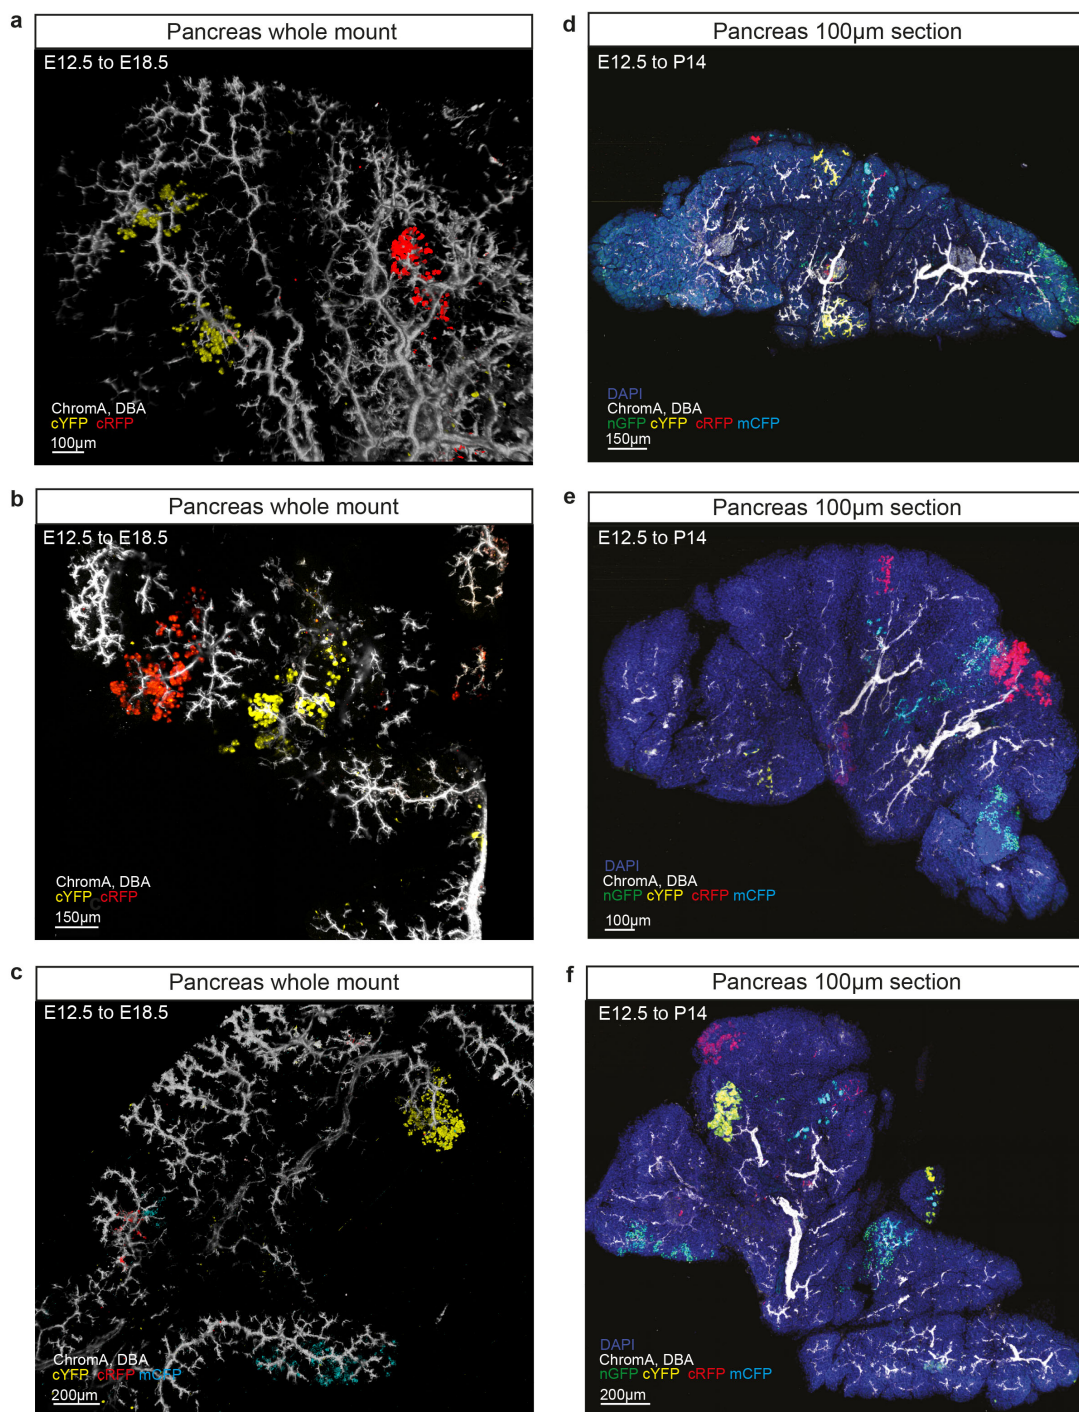 a
Pancreas whole mount
E12.5 to E18.5
ChromA, DBA
cYFP cRFP
100µm
b
Pancreas whole mount
E12.5 to E18.5
ChromA, DBA
cYFP cRFP
150µm
c
Pancreas whole mount
E12.5 to E18.5
ChromA, DBA
cYFP cRFP mCFP
200µm
d
Pancreas 100µm section
E12.5 to P14
DAPI
ChromA, DBA
nGFP cYFP cRFP mCFP
150µm
e
Pancreas 100µm section
E12.5 to P14
DAPI
ChromA, DBA
nGFP cYFP cRFP mCFP
100µm
f
Pancreas 100µm section
E12.5 to P14
DAPI
ChromA, DBA
nGFP cYFP cRFP mCFP
200µm